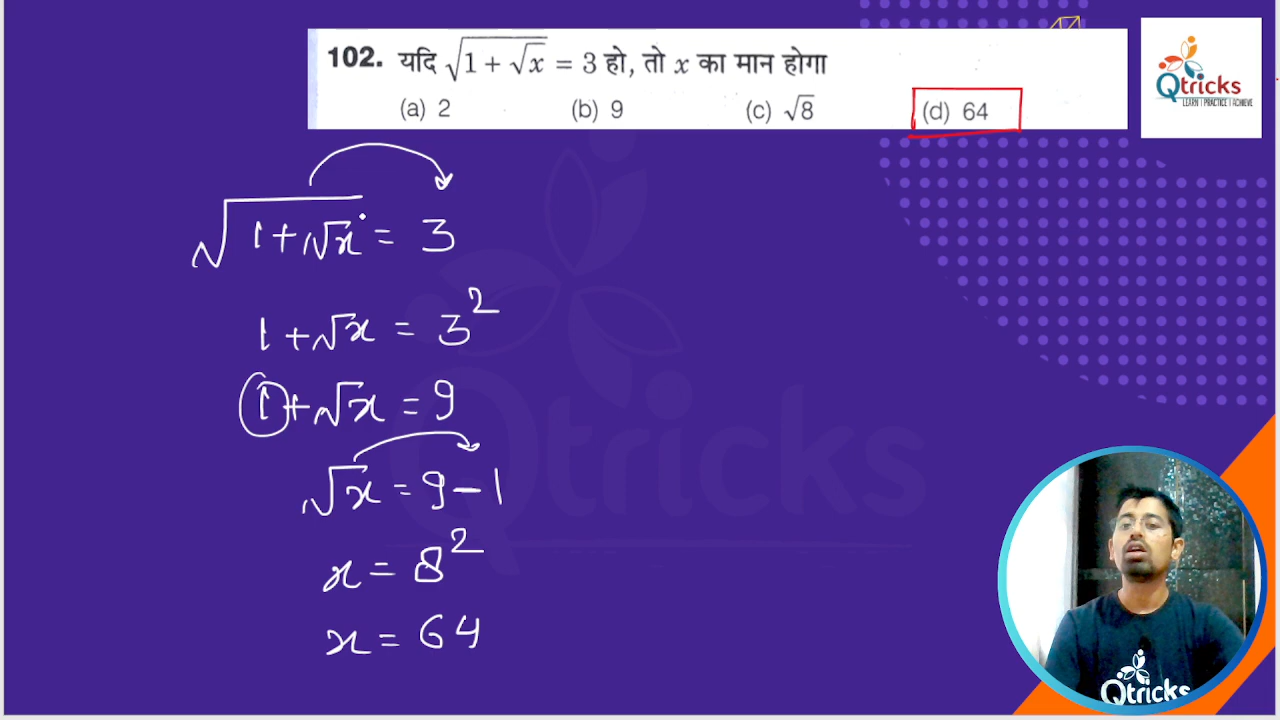 102. यदि √(1 + √x) = 3 हो, तो x का मान होगा
(a) 2 (b) 9 (c) √8 (d) 64
Qtricks
LEARN | PRACTICE | ACHIEVE
√(1+√x) = 3
1+√x = 3²
1+√x = 9
√x = 9-1
x = 8²
x = 64
Qtricks
Qtricks